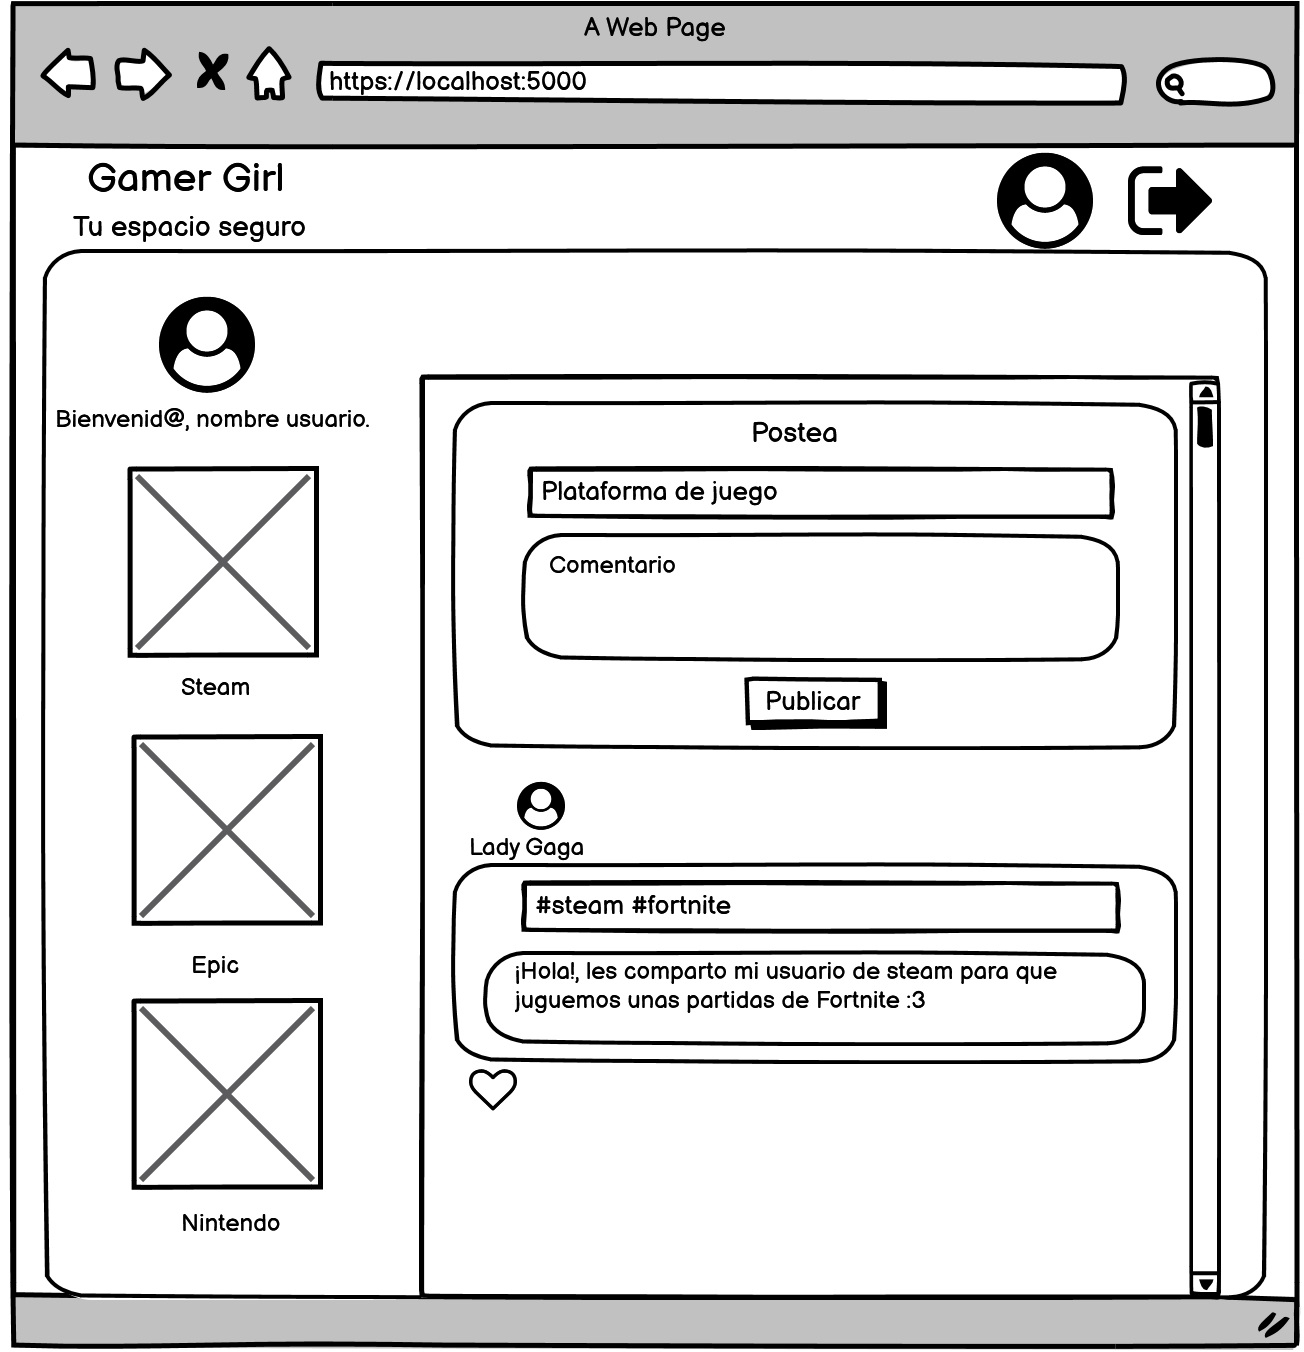 A Web Page
https://localhost:5000
Gamer Girl
Tu espacio seguro
Bienvenid@, nombre usuario.
Steam
Epic
Nintendo
Postea
Plataforma de juego
Comentario
Publicar
Lady Gaga
#steam #fortnite
¡Hola!, les comparto mi usuario de steam para que
juguemos unas partidas de Fortnite :3